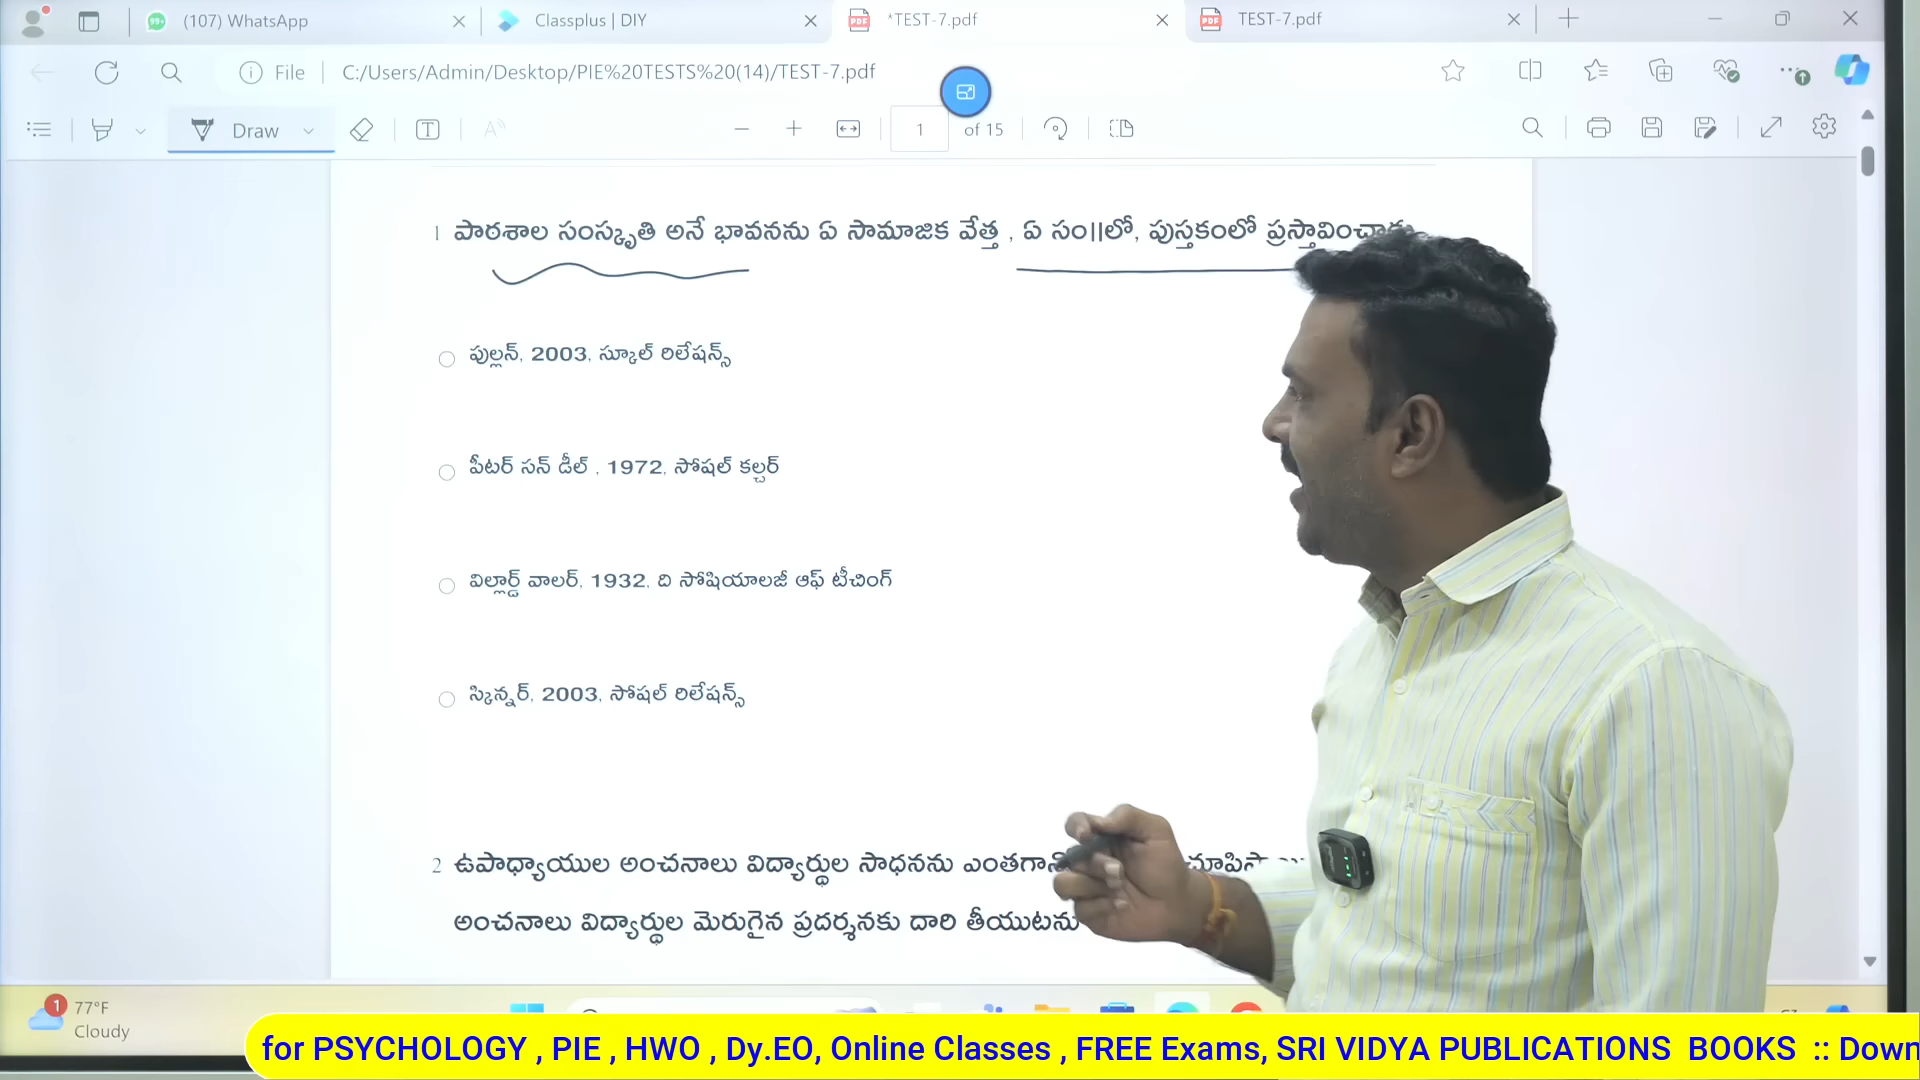 (107) WhatsApp
Classplus | DIY
*TEST-7.pdf
TEST-7.pdf
File
C:/Users/Admin/Desktop/PIE%20TESTS%20(14)/TEST-7.pdf
Draw
1 of 15
1 పాఠశాల సంస్కృతి అనే భావనను ఏ సామాజిక వేత్త , ఏ సం||లో, పుస్తకంలో ప్రస్తావించాడు
పుల్లన్, 2003, స్కూల్ రిలేషన్స్
పీటర్ సన్ డీల్ , 1972, సోషల్ కల్చర్
విల్లార్డ్ వాలర్, 1932, ది సోషియాలజీ ఆఫ్ టీచింగ్
స్కిన్నర్, 2003, సోషల్ రిలేషన్స్
2 ఉపాధ్యాయుల అంచనాలు విద్యార్థుల సాధనను
అంచనాలు విద్యార్థుల మెరుగైన ప్రదర్శనకు దారి తీయుటను
1
77°F
Cloudy
for PSYCHOLOGY , PIE , HWO , Dy.EO, Online Classes , FREE Exams, SRI VIDYA PUBLICATIONS BOOKS :: Down